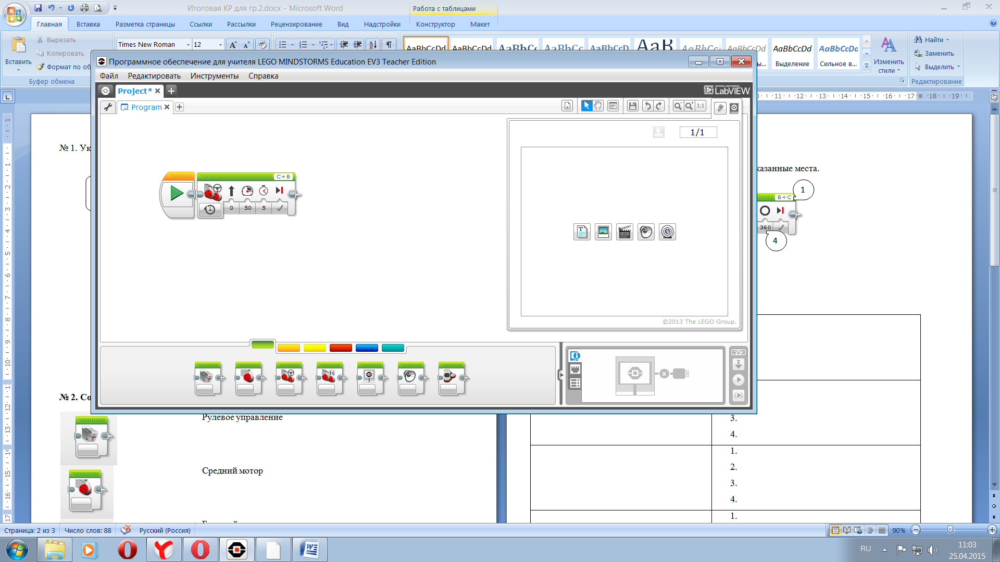 Итоговая КР для гр.2.docx - Microsoft Word
Работа с таблицами
Главная Вставка Разметка страницы Ссылки Рассылки Рецензирование Вид Надстройки Конструктор Макет
Вставить
Вырезать
Копировать
Формат по об
Буфер обмена
Times New Roman 12
AaBbCcDd AaBbCcDd AaBbCc AaBbCc AaBbCcD AaB AaBbCcI AaBbCcDd AaBbCcDd AaBbCcDd
Выделение Сильное в...
Изменить стили
Найти
Заменить
Выделить
Редактирование
Программное обеспечение для учителя LEGO MINDSTORMS Education EV3 Teacher Edition
Файл Редактировать Инструменты Справка
Project*
NATIONAL INSTRUMENTS
LabVIEW
Program
1:1
1/1
C+B
0 50 5
©2013 The LEGO Group.
EV3
№ 1. Ук
казанные места.
1
B+C
360
4
№ 2. Со
Рулевое управление
Средний мотор
3.
4.
1.
2.
3.
4.
1.
Страница: 2 из 3 Число слов: 88 Русский (Россия) 90%
RU
11:03
25.04.2015